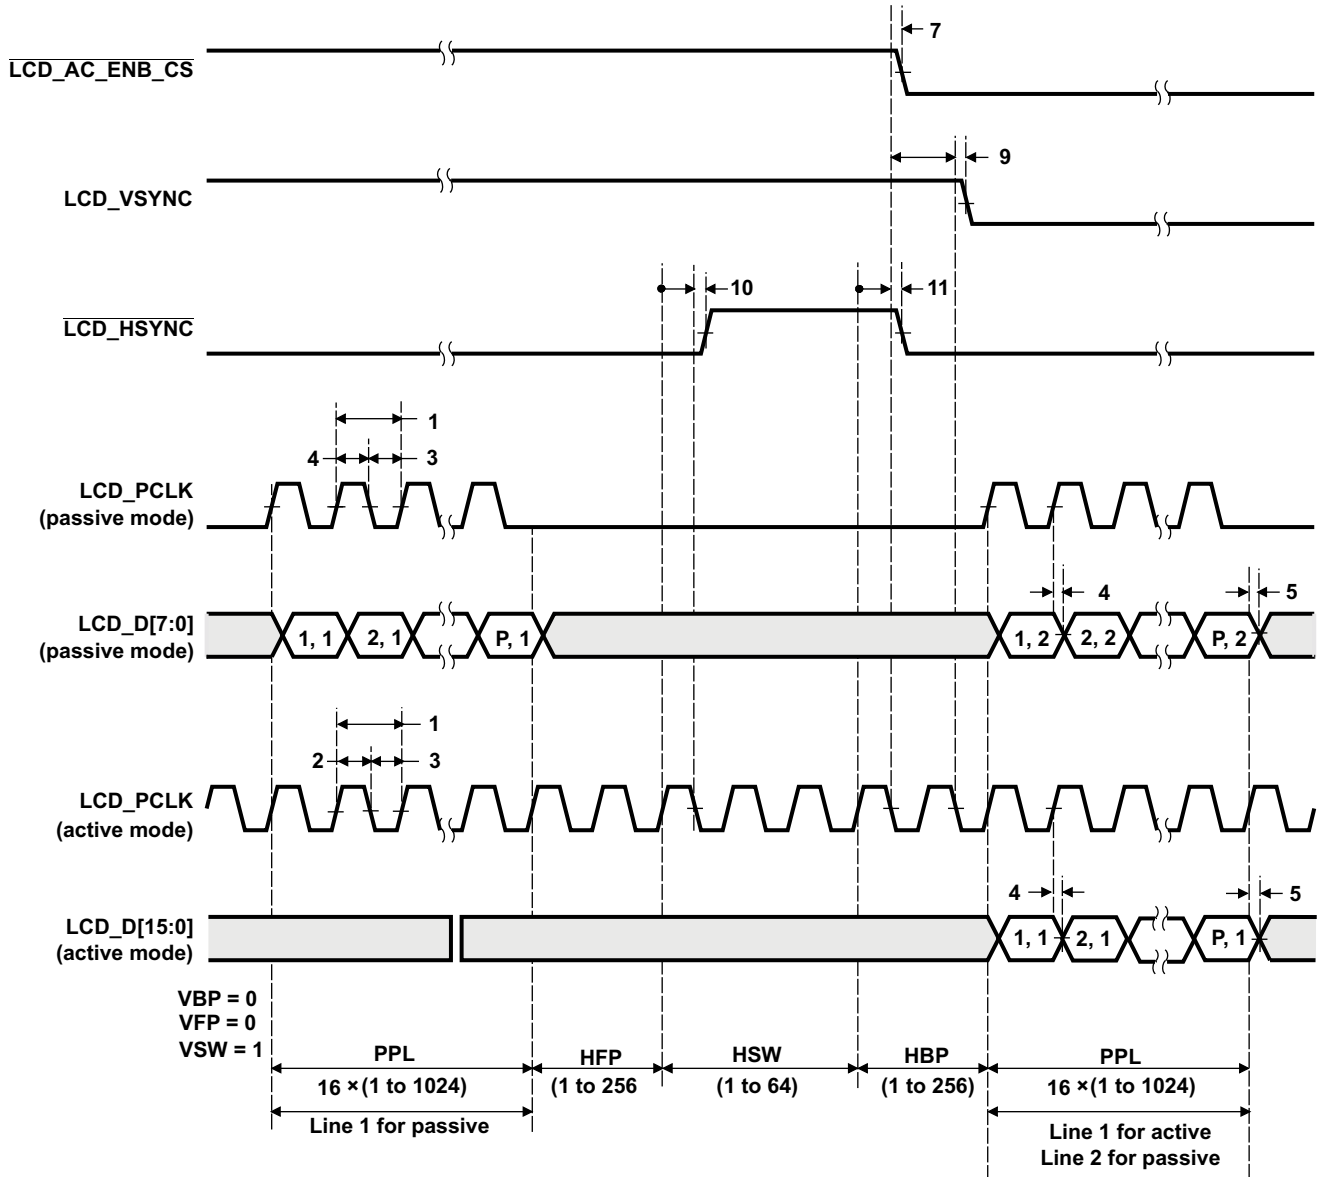 7
LCD_AC_ENB_CS
9
LCD_VSYNC
10
11
LCD_HSYNC
1
4
3
LCD_PCLK
(passive mode)
4
5
LCD_D[7:0]
(passive mode)
1, 1
2, 1
P, 1
1, 2
2, 2
P, 2
1
2
3
LCD_PCLK
(active mode)
4
5
LCD_D[15:0]
(active mode)
1, 1
2, 1
P, 1
VBP = 0
VFP = 0
VSW = 1
PPL
HFP
HSW
HBP
PPL
16 × (1 to 1024)
(1 to 256
(1 to 64)
(1 to 256)
16 × (1 to 1024)
Line 1 for passive
Line 1 for active
Line 2 for passive